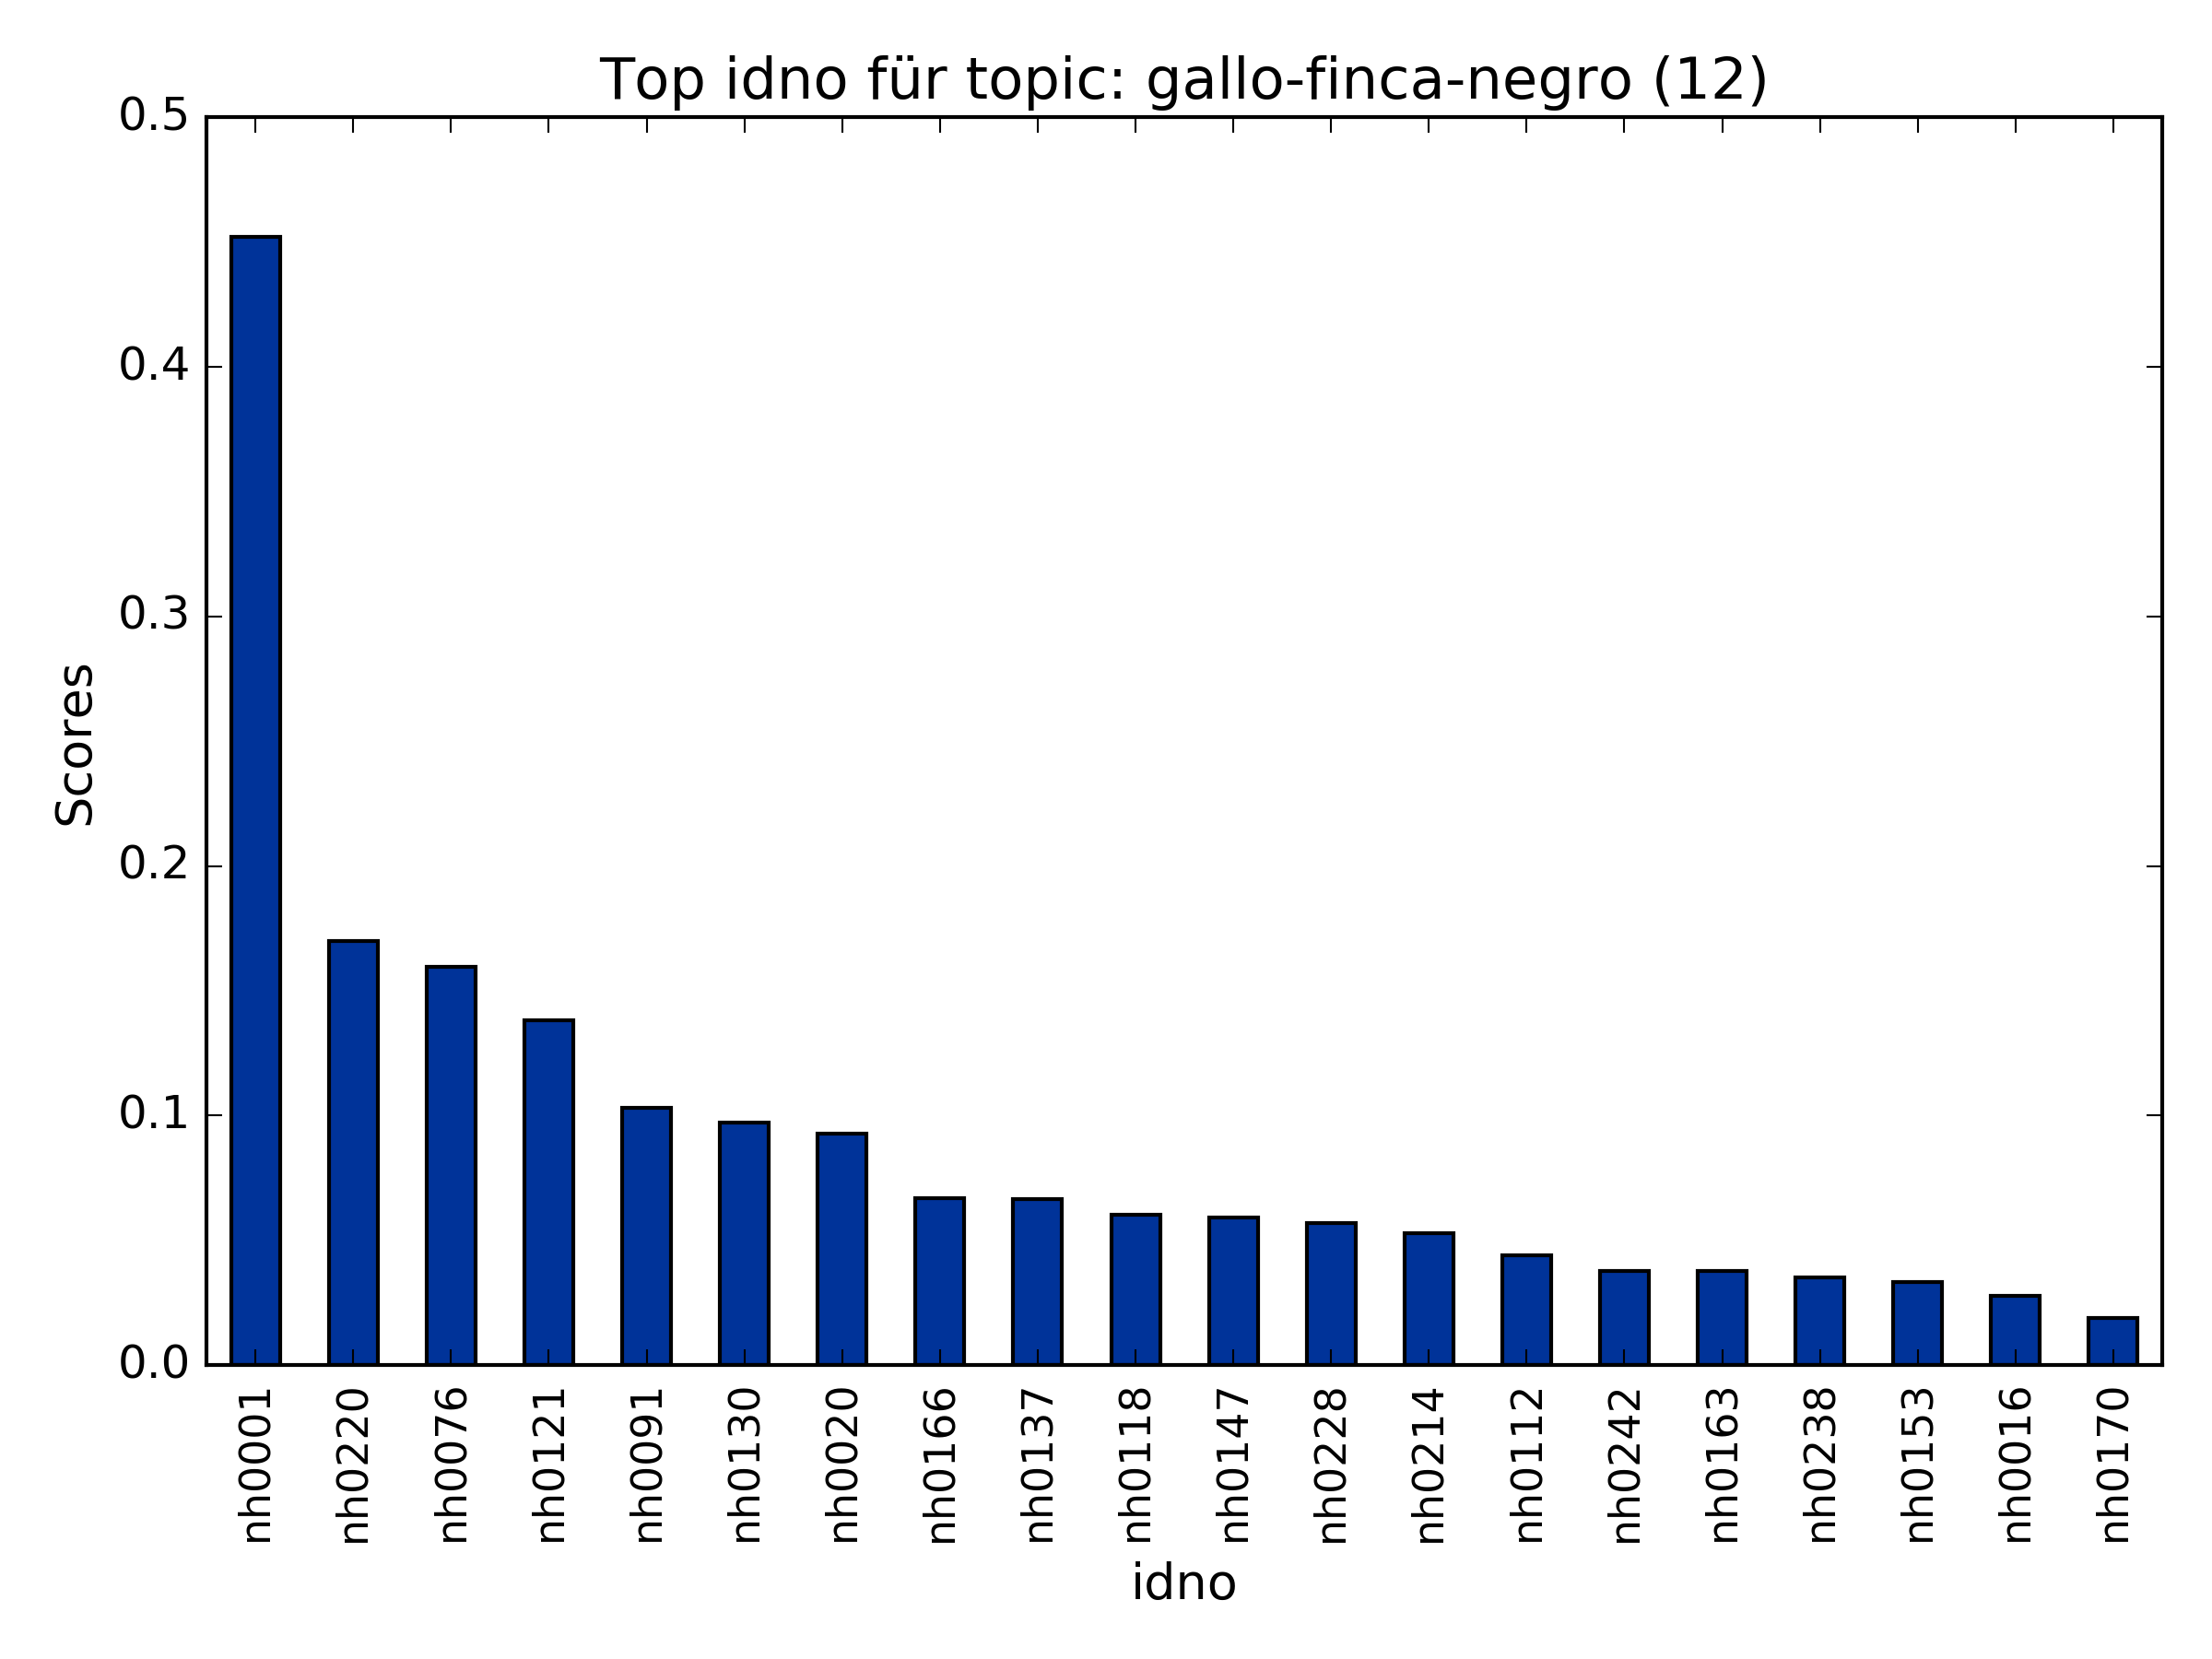 Top idno für topic: gallo-finca-negro (12)
0.5
0.4
0.3
0.2
0.1
0.0
Scores
nh0001
nh0220
nh0076
nh0121
nh0091
nh0130
nh0020
nh0166
nh0137
nh0118
nh0147
nh0228
nh0214
nh0112
nh0242
nh0163
nh0238
nh0153
nh0016
nh0170
idno